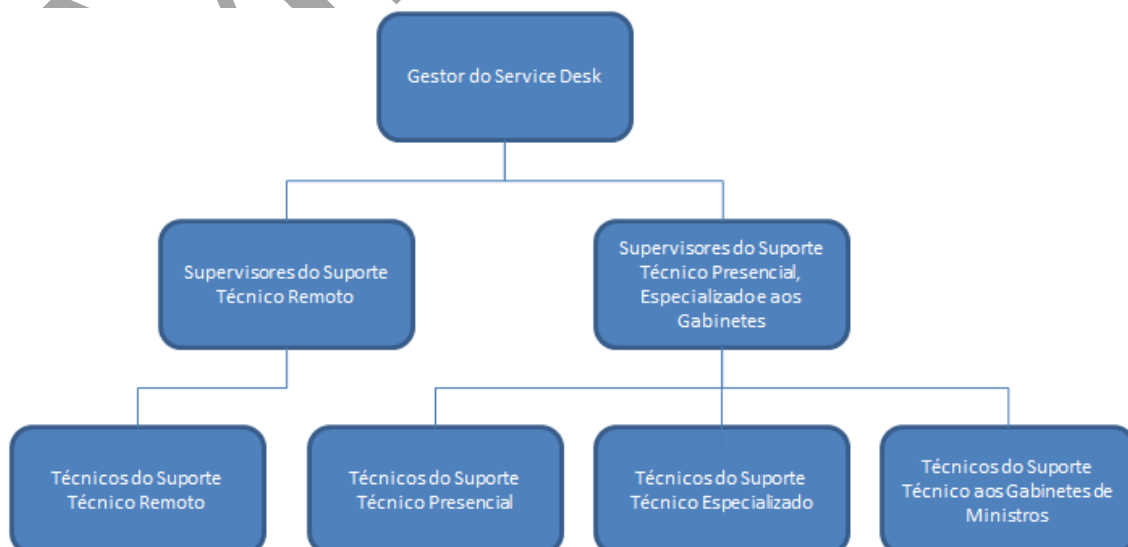 Gestor do Service Desk
Supervisores do Suporte
Técnico Remoto
Supervisores do Suporte
Técnico Presencial,
Especializado e aos
Gabinetes
Técnicos do Suporte
Técnico Remoto
Técnicos do Suporte
Técnico Presencial
Técnicos do Suporte
Técnico Especializado
Técnicos do Suporte
Técnico aos Gabinetes de
Ministros